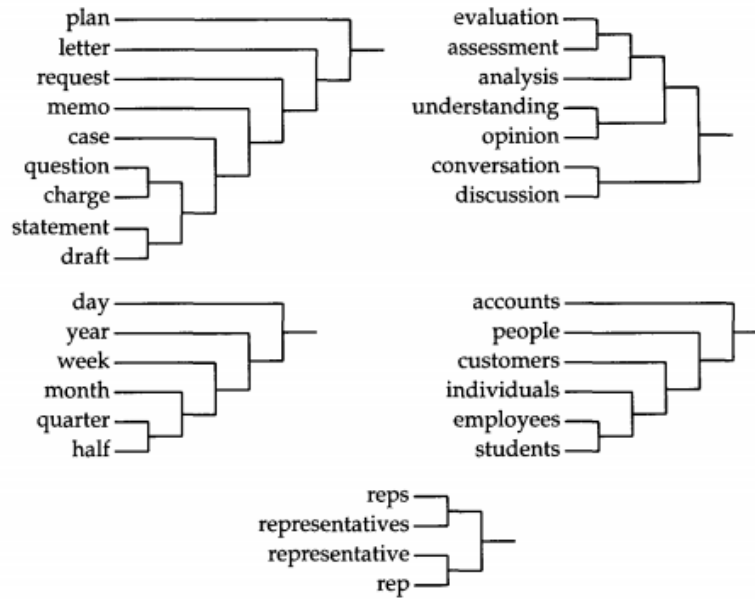 plan
letter
request
memo
case
question
charge
statement
draft
evaluation
assessment
analysis
understanding
opinion
conversation
discussion
day
year
week
month
quarter
half
accounts
people
customers
individuals
employees
students
reps
representatives
representative
rep